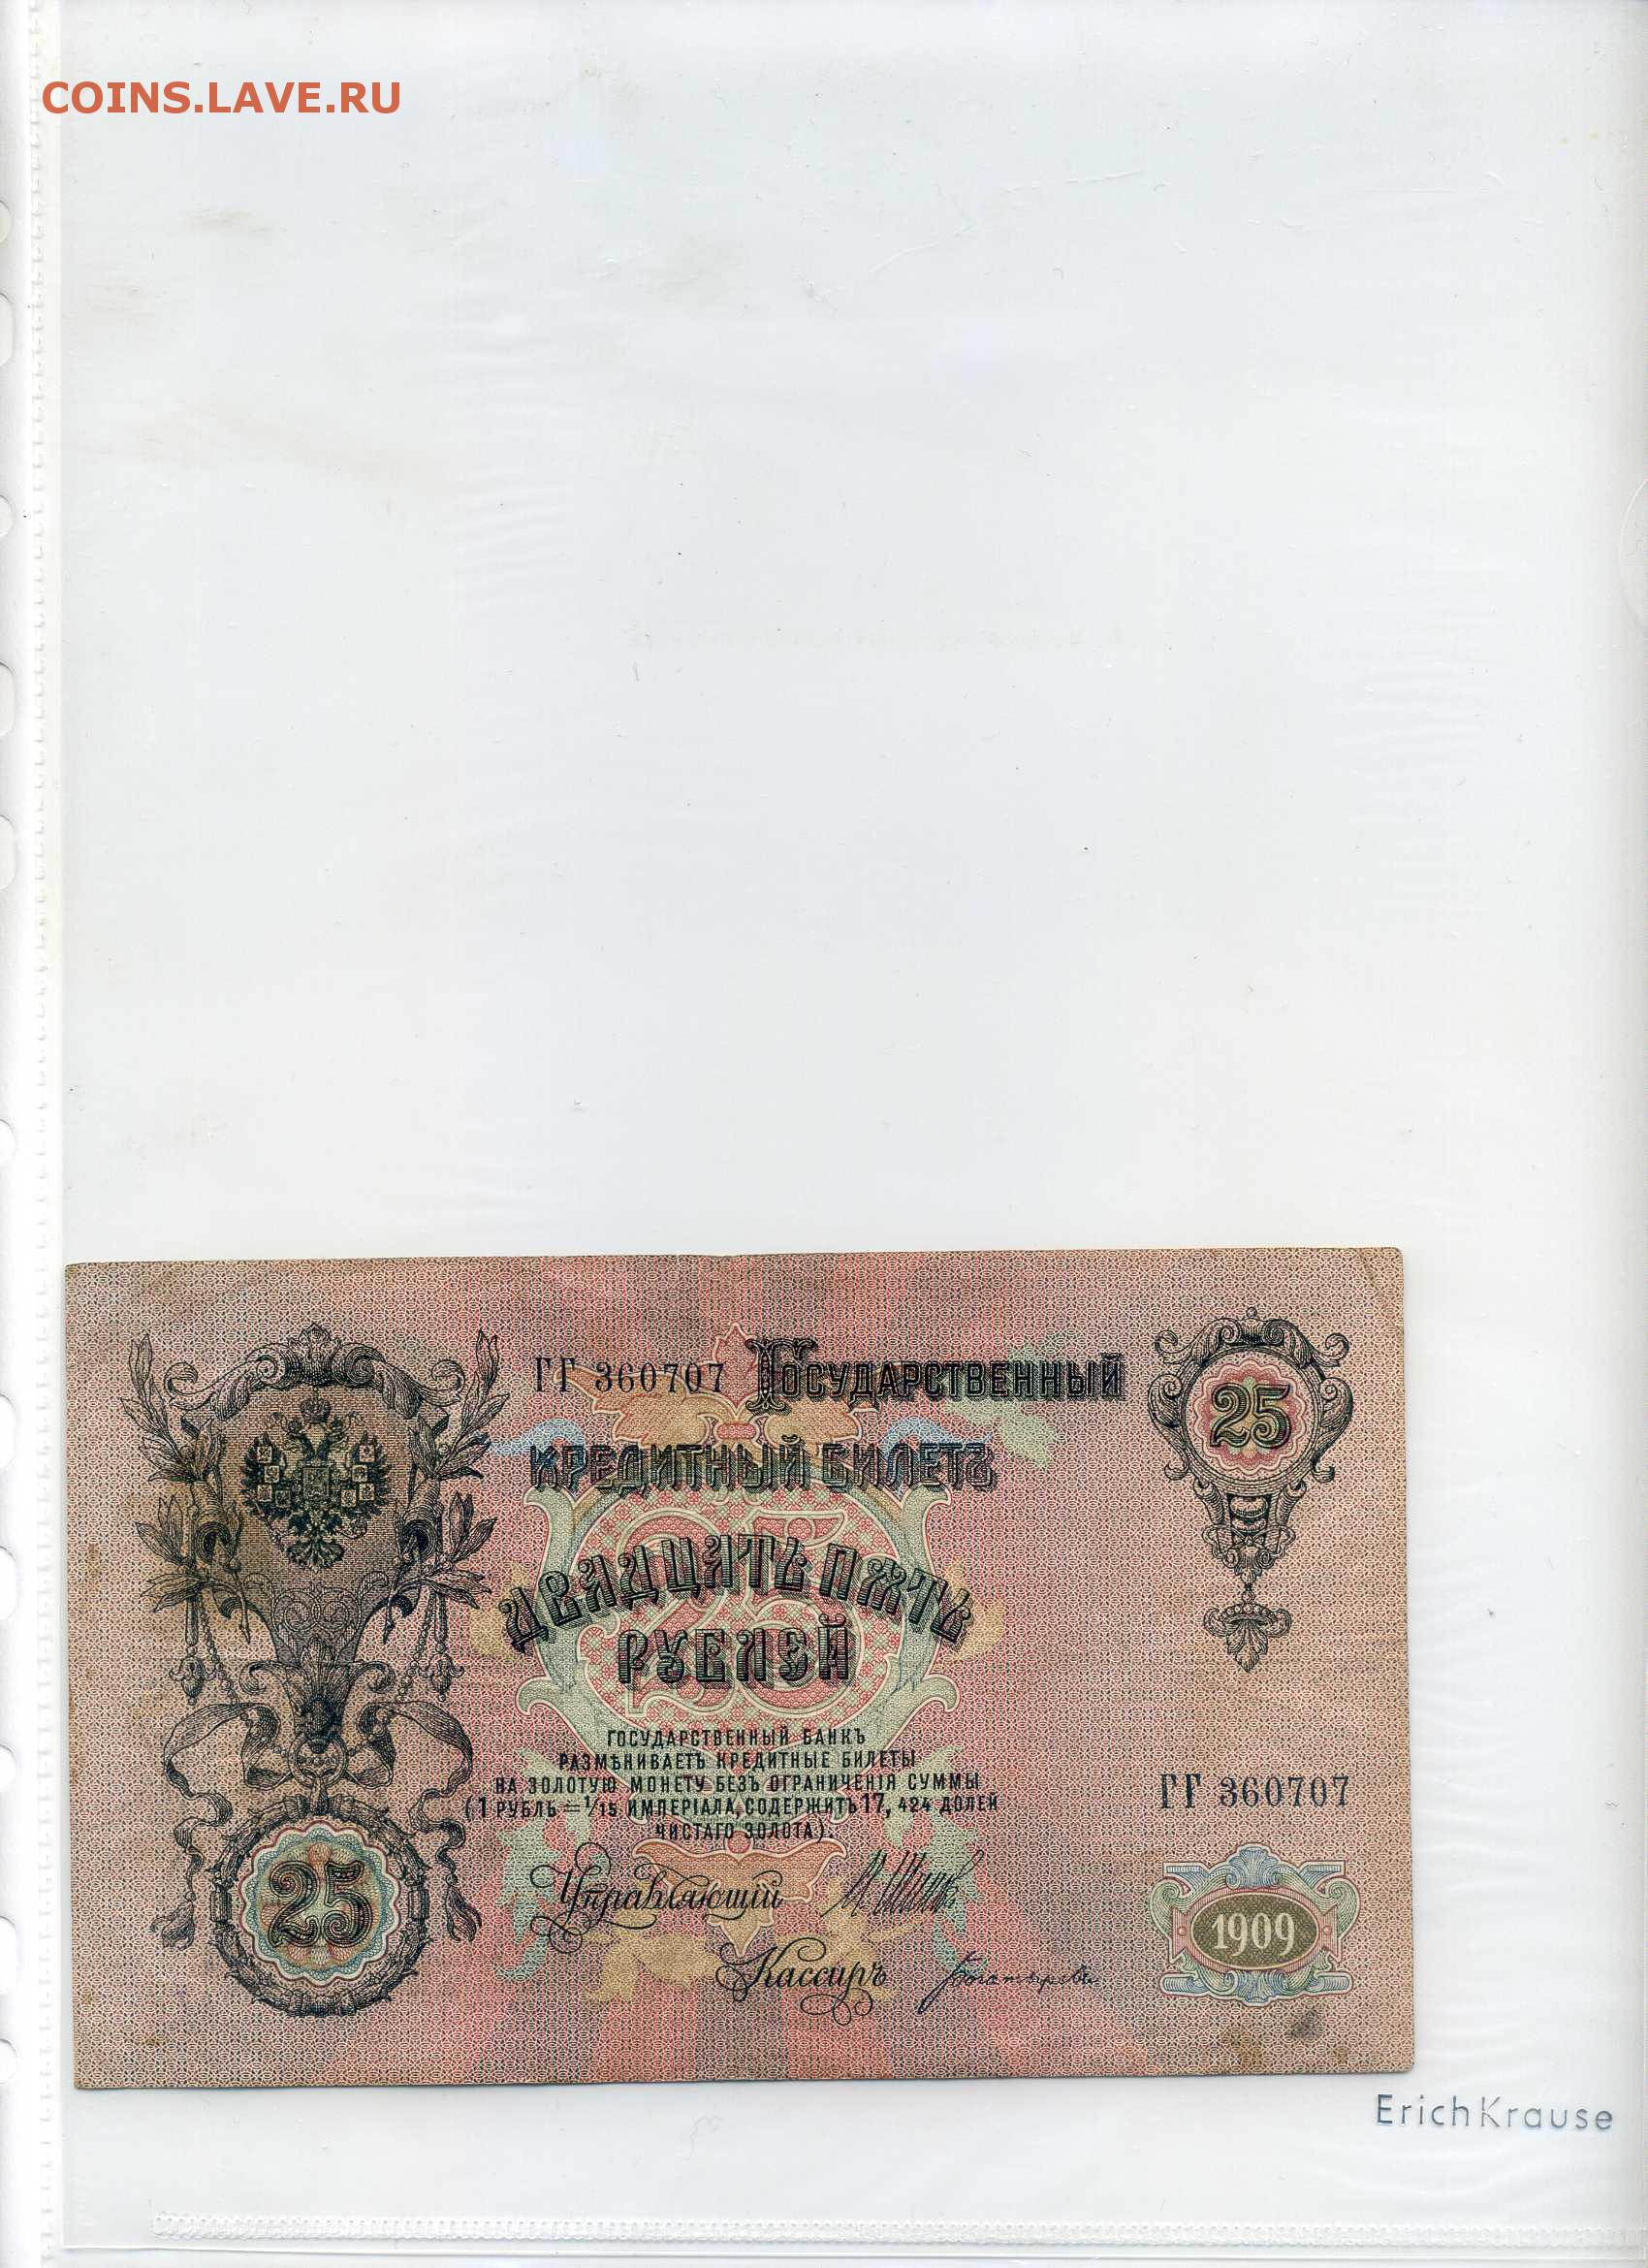 COINS.LAVE.RU
ГГ 360707 Государственный
кредитный билетъ
25
двадцать пять
рублей
Государственный банкъ
размѣниваетъ кредитные билеты
на золотую монету безъ ограниченія суммы
(1 рубль = 1/15 имперіала, содержитъ 17, 424 долей
чистаго золота).
ГГ 360707
25
Управляющій
Кассиръ
1909
ErichKrause